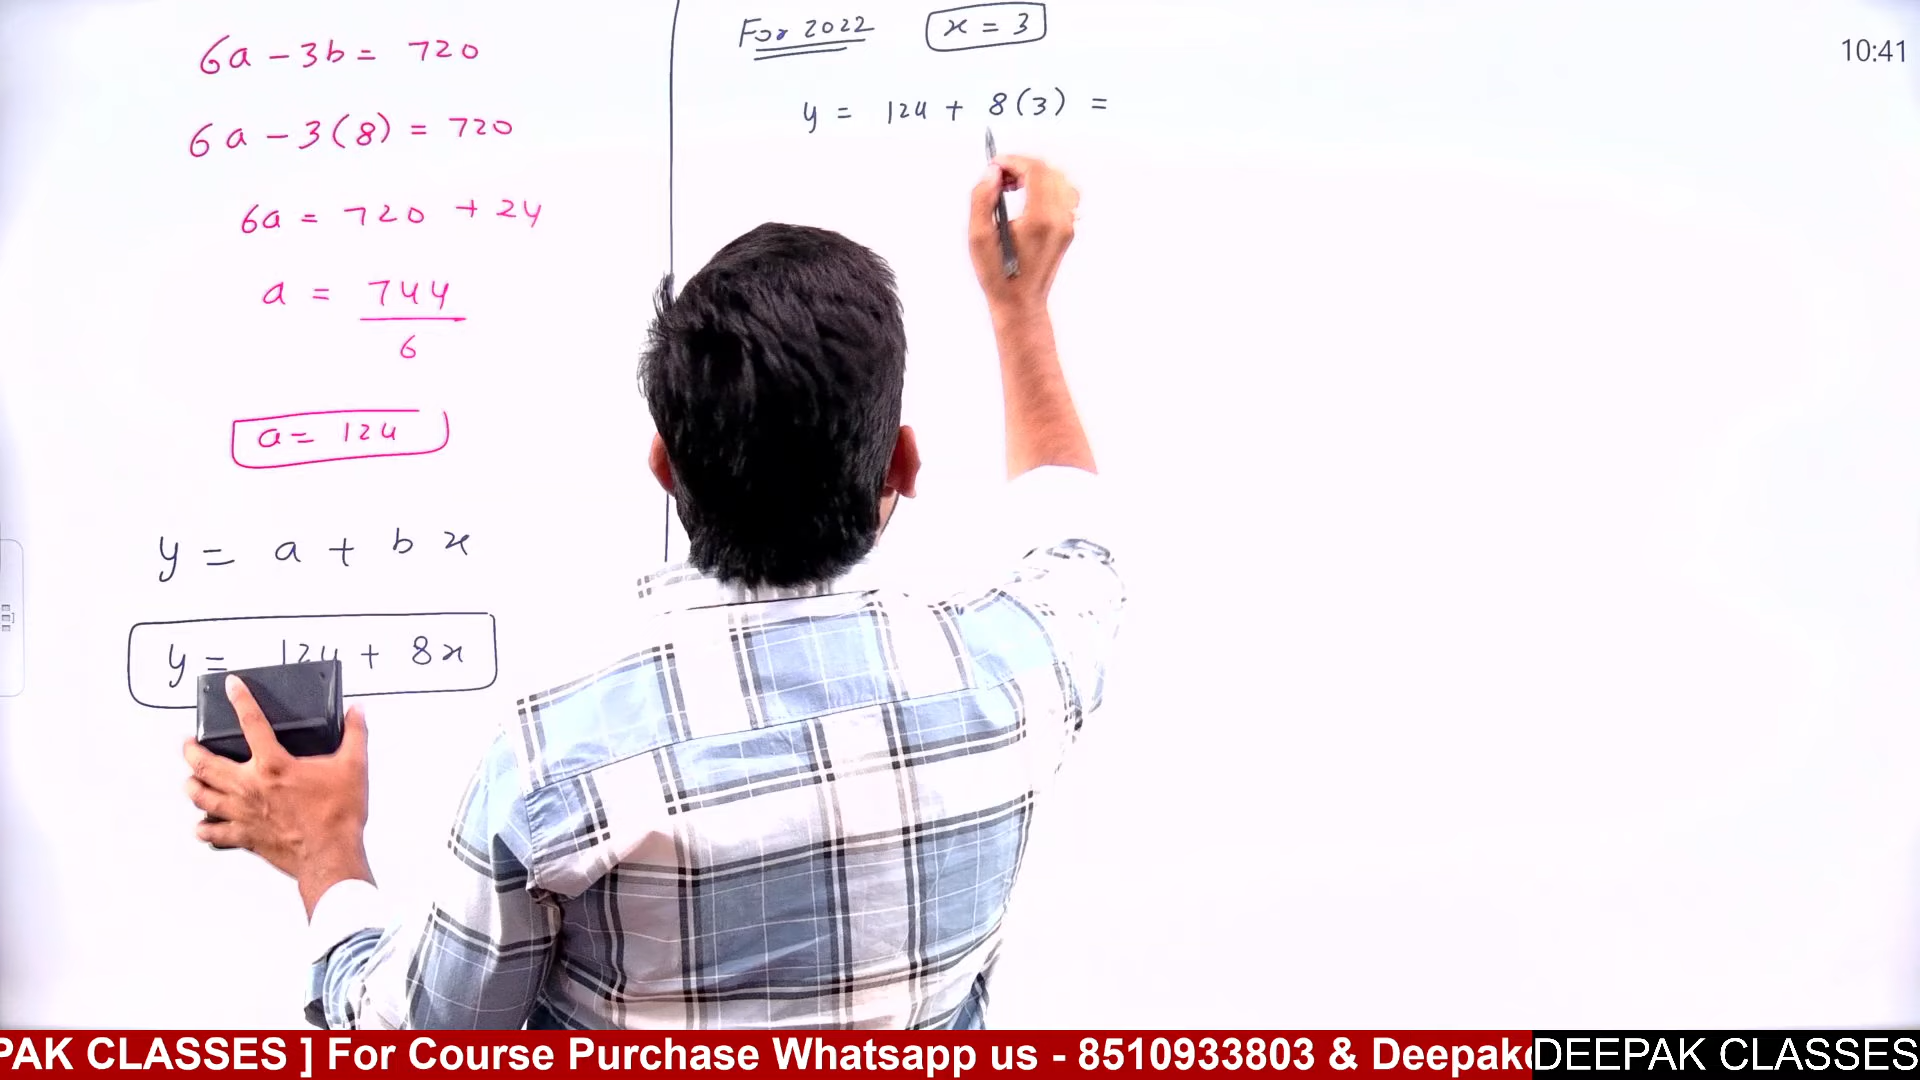 6a - 3b = 720
6a - 3(8) = 720
6a = 720 + 24
a = 744
6
a = 124
y = a + b x
y = 124 + 8x
For 2022 x = 3
y = 124 + 8(3) =
10:41
PAK CLASSES ] For Course Purchase Whatsapp us - 8510933803 & Deepak
DEEPAK CLASSES